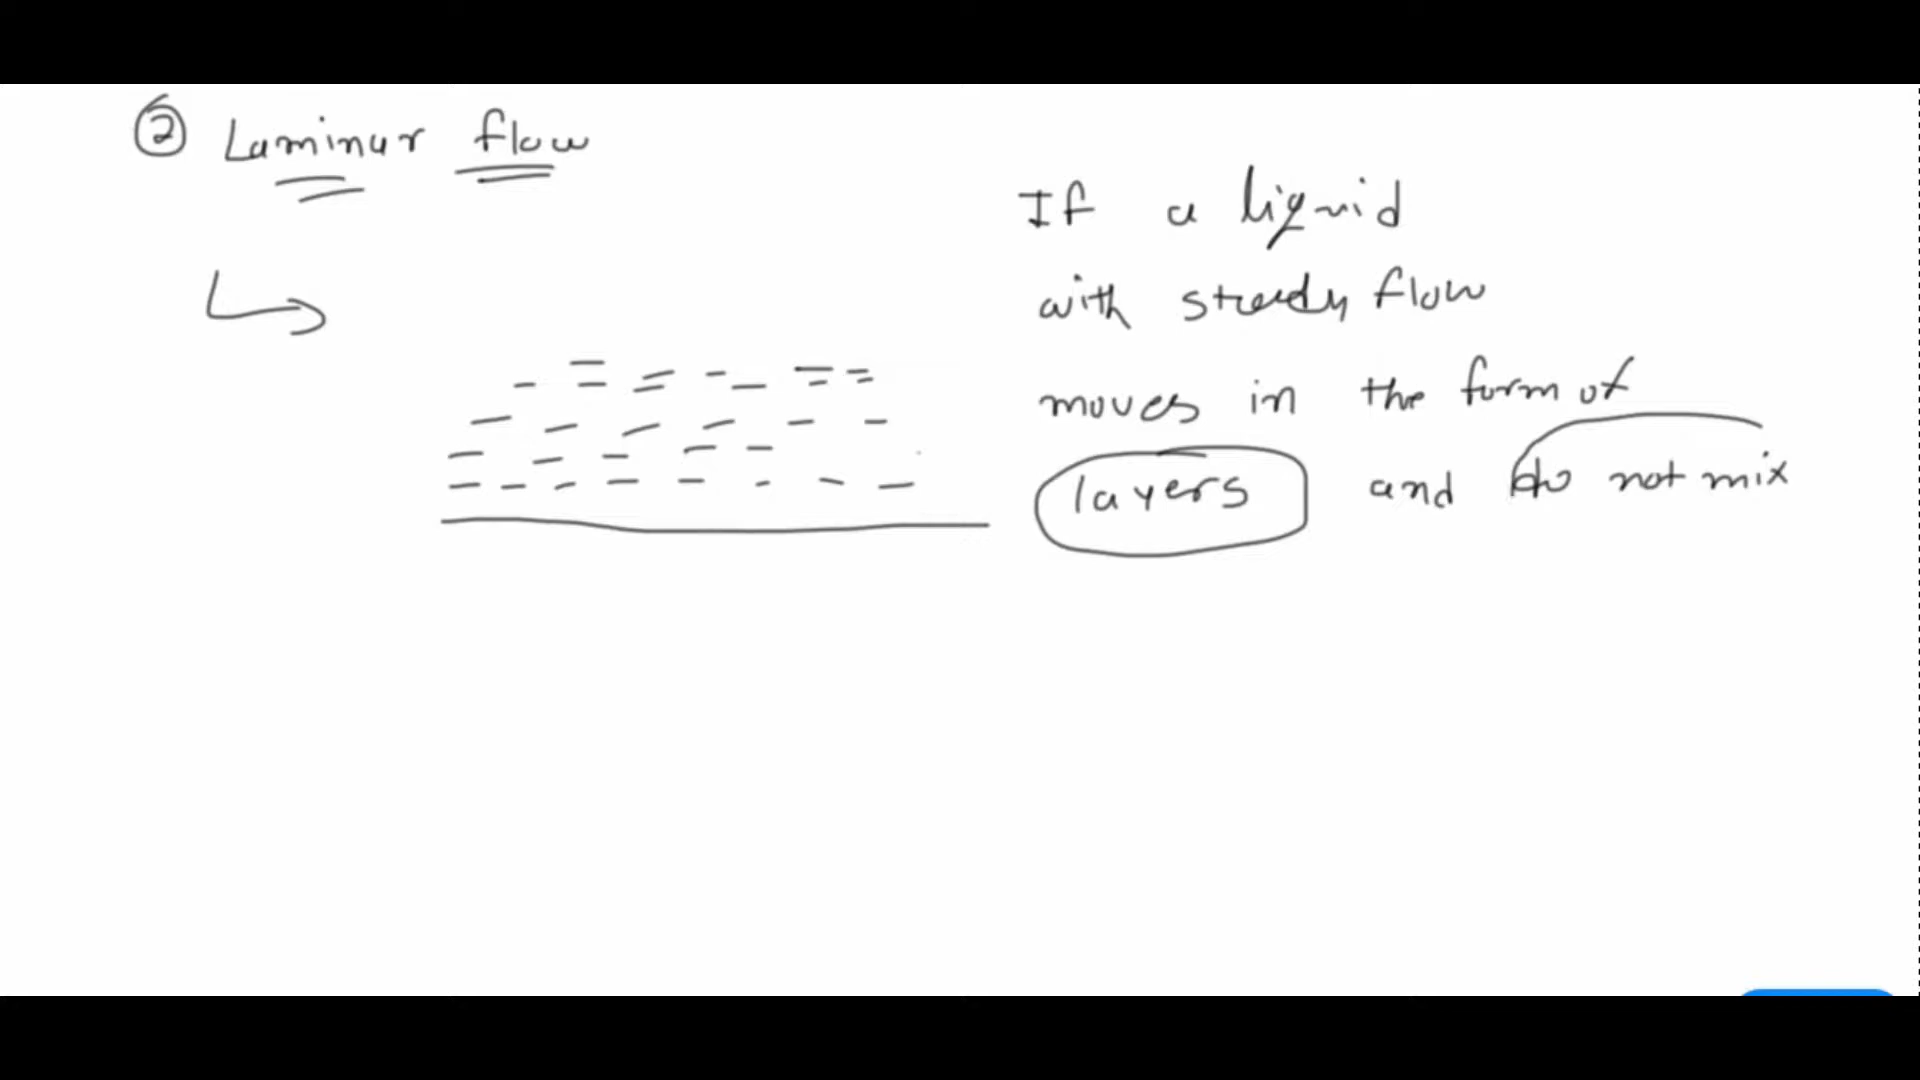 ② Laminar flow
If a liquid
with steady flow
moves in the form of
layers and do not mix